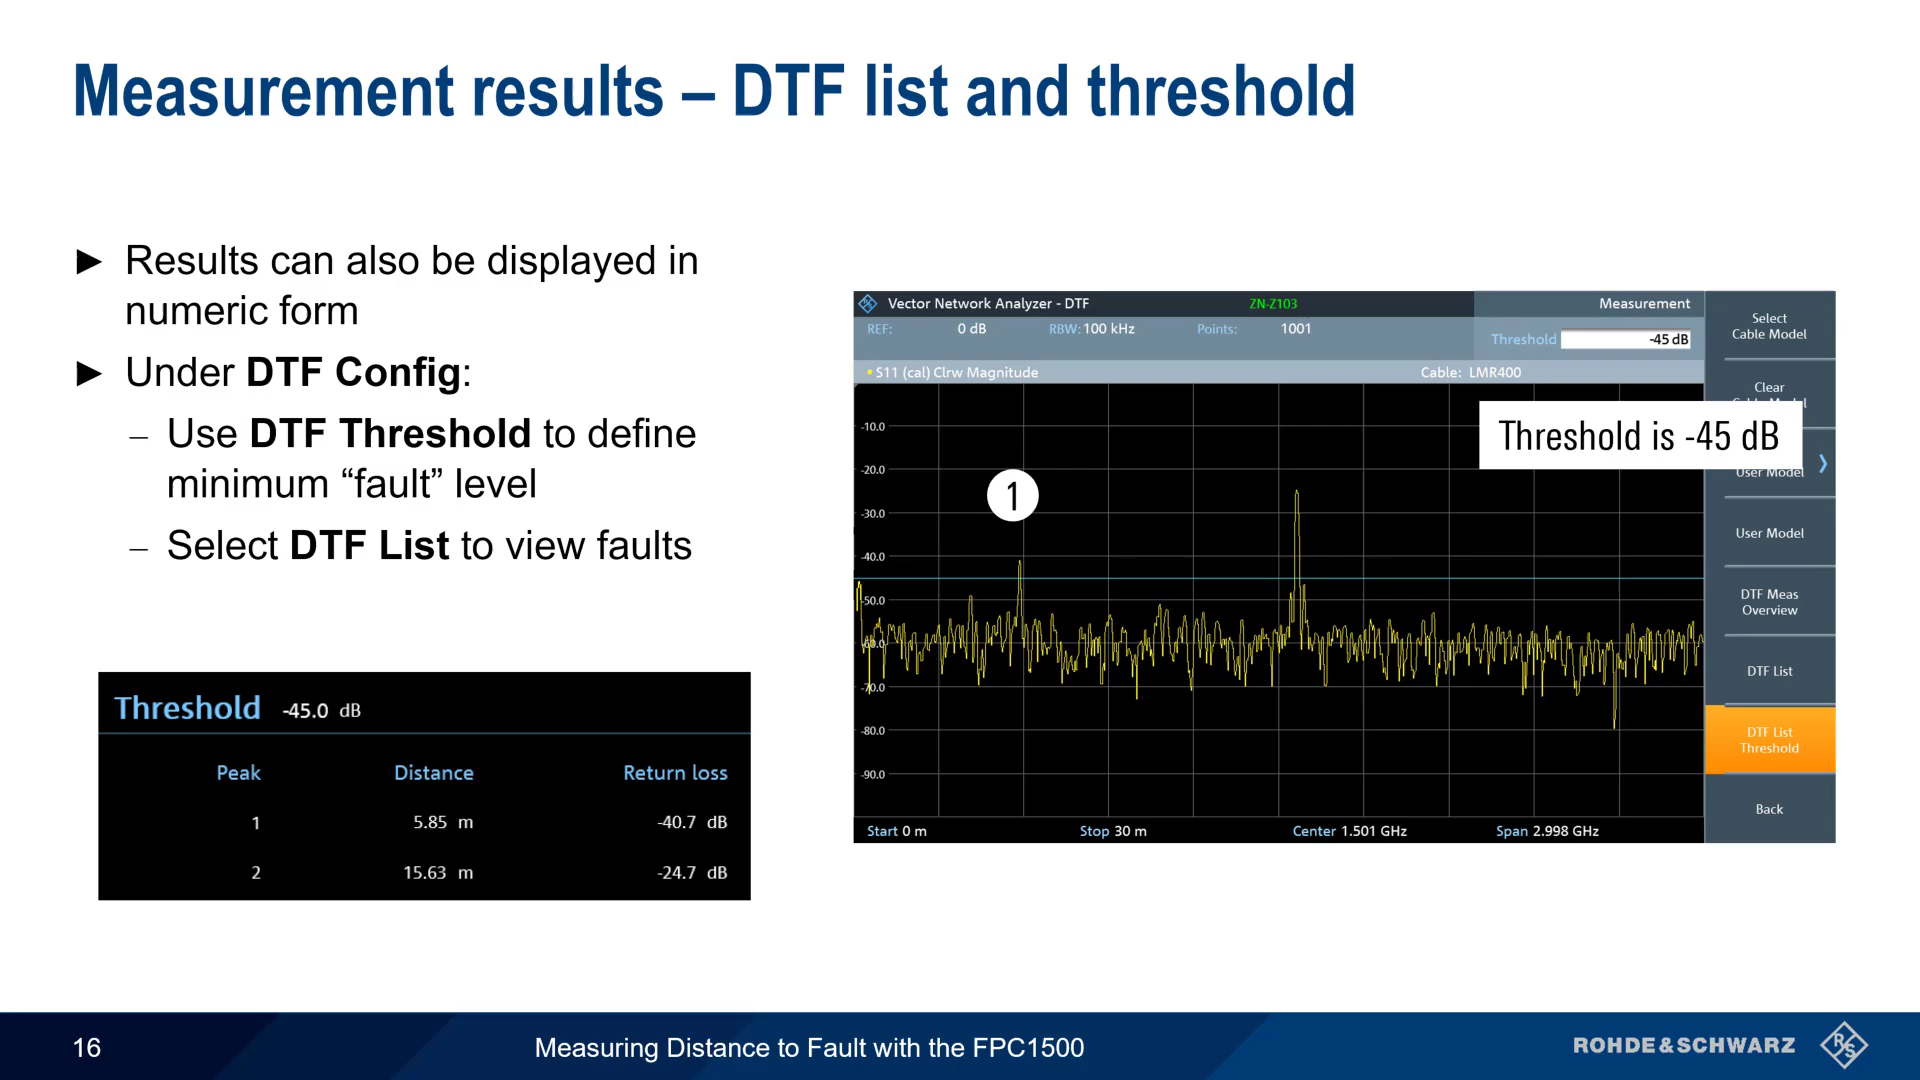 Measurement results – DTF list and threshold
► Results can also be displayed in
numeric form
► Under DTF Config:
– Use DTF Threshold to define
minimum “fault” level
– Select DTF List to view faults
Threshold -45.0 dB
Peak Distance Return loss
1 5.85 m -40.7 dB
2 15.63 m -24.7 dB
Vector Network Analyzer - DTF ZN-Z103 Measurement
REF: 0 dB RBW: 100 kHz Points: 1001
Threshold -45 dB
S11 (cal) Clrw Magnitude Cable: LMR400
-10.0
-20.0
-30.0
-40.0
-50.0
-60.0
-70.0
-80.0
-90.0
1
Threshold is -45 dB
Start 0 m Stop 30 m Center 1.501 GHz Span 2.998 GHz
Select
Cable Model
Clear
User Model
User Model
DTF Meas
Overview
DTF List
DTF List
Threshold
Back
16 Measuring Distance to Fault with the FPC1500 ROHDE & SCHWARZ
R S